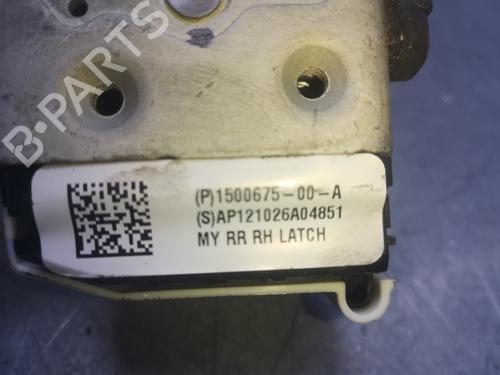 B-PARTS
(P)1500675-00-A
(S)AP121026A04851
MY RR RH LATCH